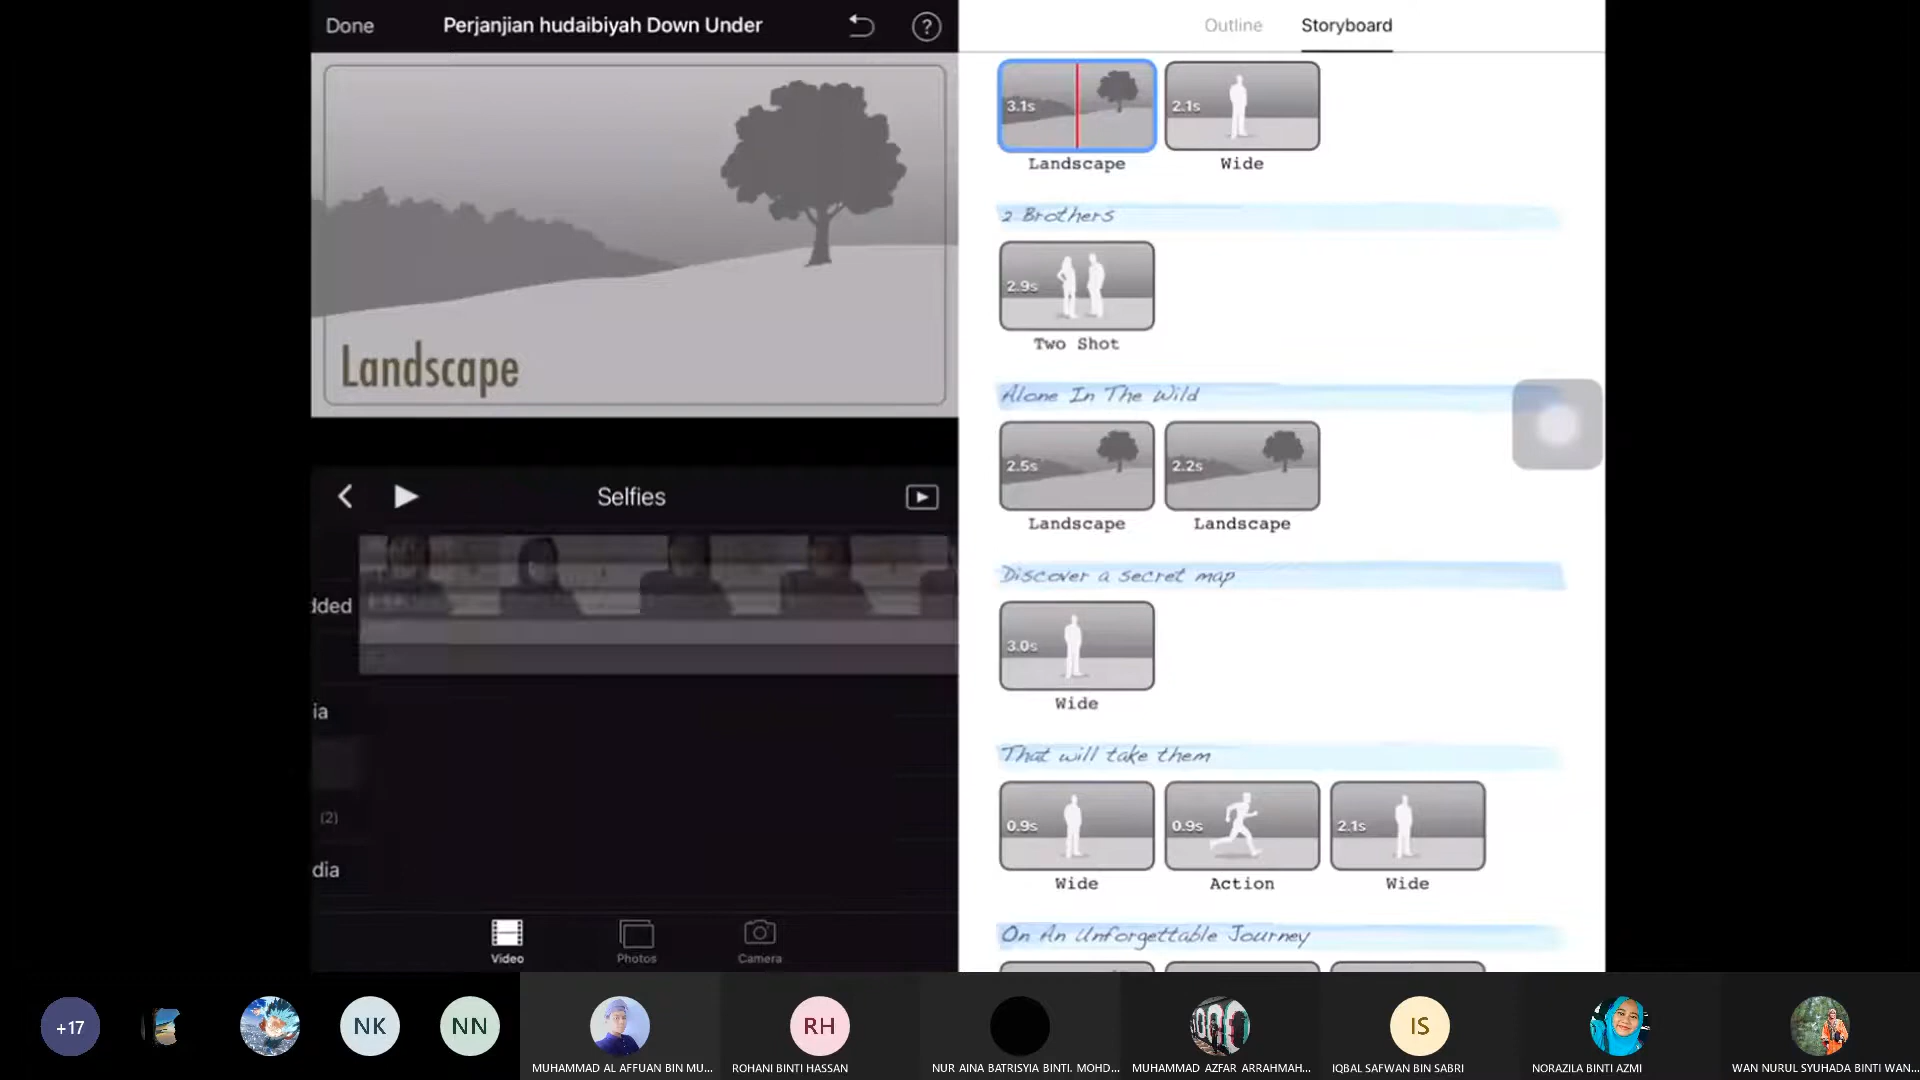 Done
Perjanjian hudaibiyah Down Under
?
Landscape
Selfies
dded
ia
(2)
dia
Video
Photos
Camera
Outline
Storyboard
3.1s
2.1s
Landscape
Wide
2 Brothers
2.9s
Two Shot
Alone In The Wild
2.5s
2.2s
Landscape
Landscape
Discover a secret map
3.0s
Wide
That will take them
0.9s
0.9s
2.1s
Wide
Action
Wide
On An Unforgettable Journey
+17
NK
NN
RH
IS
MUHAMMAD AL AFFUAN BIN MU...
ROHANI BINTI HASSAN
NUR AINA BATRISYIA BINTI. MOHD...
MUHAMMAD AZFAR ARRAHMAH...
IQBAL SAFWAN BIN SABRI
NORAZILA BINTI AZMI
WAN NURUL SYUHADA BINTI WAN...